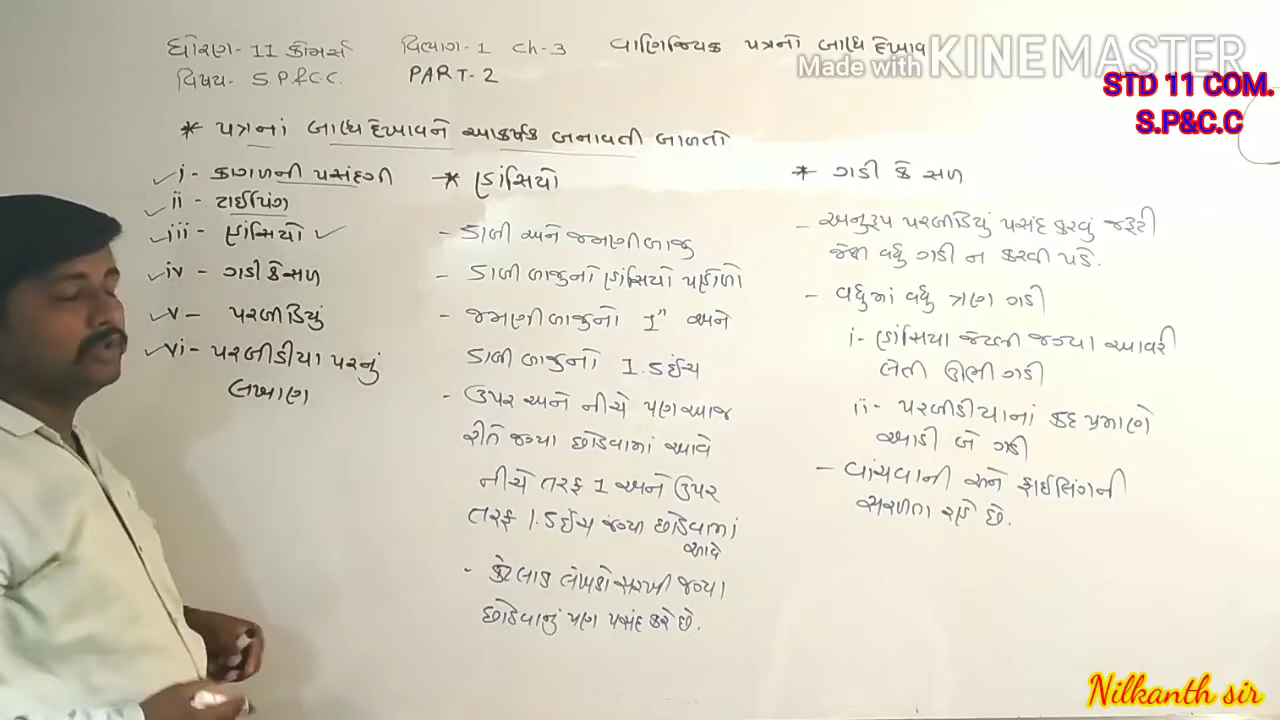 ધોરણ- 11 કોમર્સ વિભાગ-1 Ch-3 વાણિજ્યિક પત્રનો બાહ્ય દેખાવ
વિષય- S.P.&C.C. PART-2
Made with KINEMASTER
STD 11 COM.
S.P&C.C
* પત્રનાં બાહ્ય દેખાવને આકર્ષક બનાવતી બાબતો
i- કાગળની પસંદગી
ii - ટાઈપિંગ
iii- હાંસિયો
iv - ગડી કે સળ
v- પરબીડિયું
vi- પરબીડીયા પરનું
લખાણ
* હાંસિયો
- ડાબી અને જમણી બાજુ
- ડાબી બાજુનો હાંસિયો પહોળો
- જમણી બાજુનો 1" અને
ડાબી બાજુનો 1.5 ઈંચ
- ઉપર અને નીચે પણ આજ
રીતે જગ્યા છોડવામાં આવે
નીચે તરફ 1 અને ઉપર
તરફ 1.5 ઈંચ જગ્યા છોડવામાં
આવે
- કેટલાક લેખકો સરખી જગ્યા
છોડવાનું પણ પસંદ કરે છે.
* ગડી કે સળ
- અનુરૂપ પરબીડિયું પસંદ કરવું જરૂરી
જેથી વધુ ગડી ન કરવી પડે.
- વધુમાં વધુ ત્રણ ગડી
i- હાંસિયા જેટલી જગ્યા આવરી
લેતી ઊભી ગડી
ii- પરબીડીયાનાં કદ પ્રમાણે
આડી બે ગડી
- વાંચવાની અને ફાઈલિંગની
સરળતા રહે છે.
Nilkanth sir